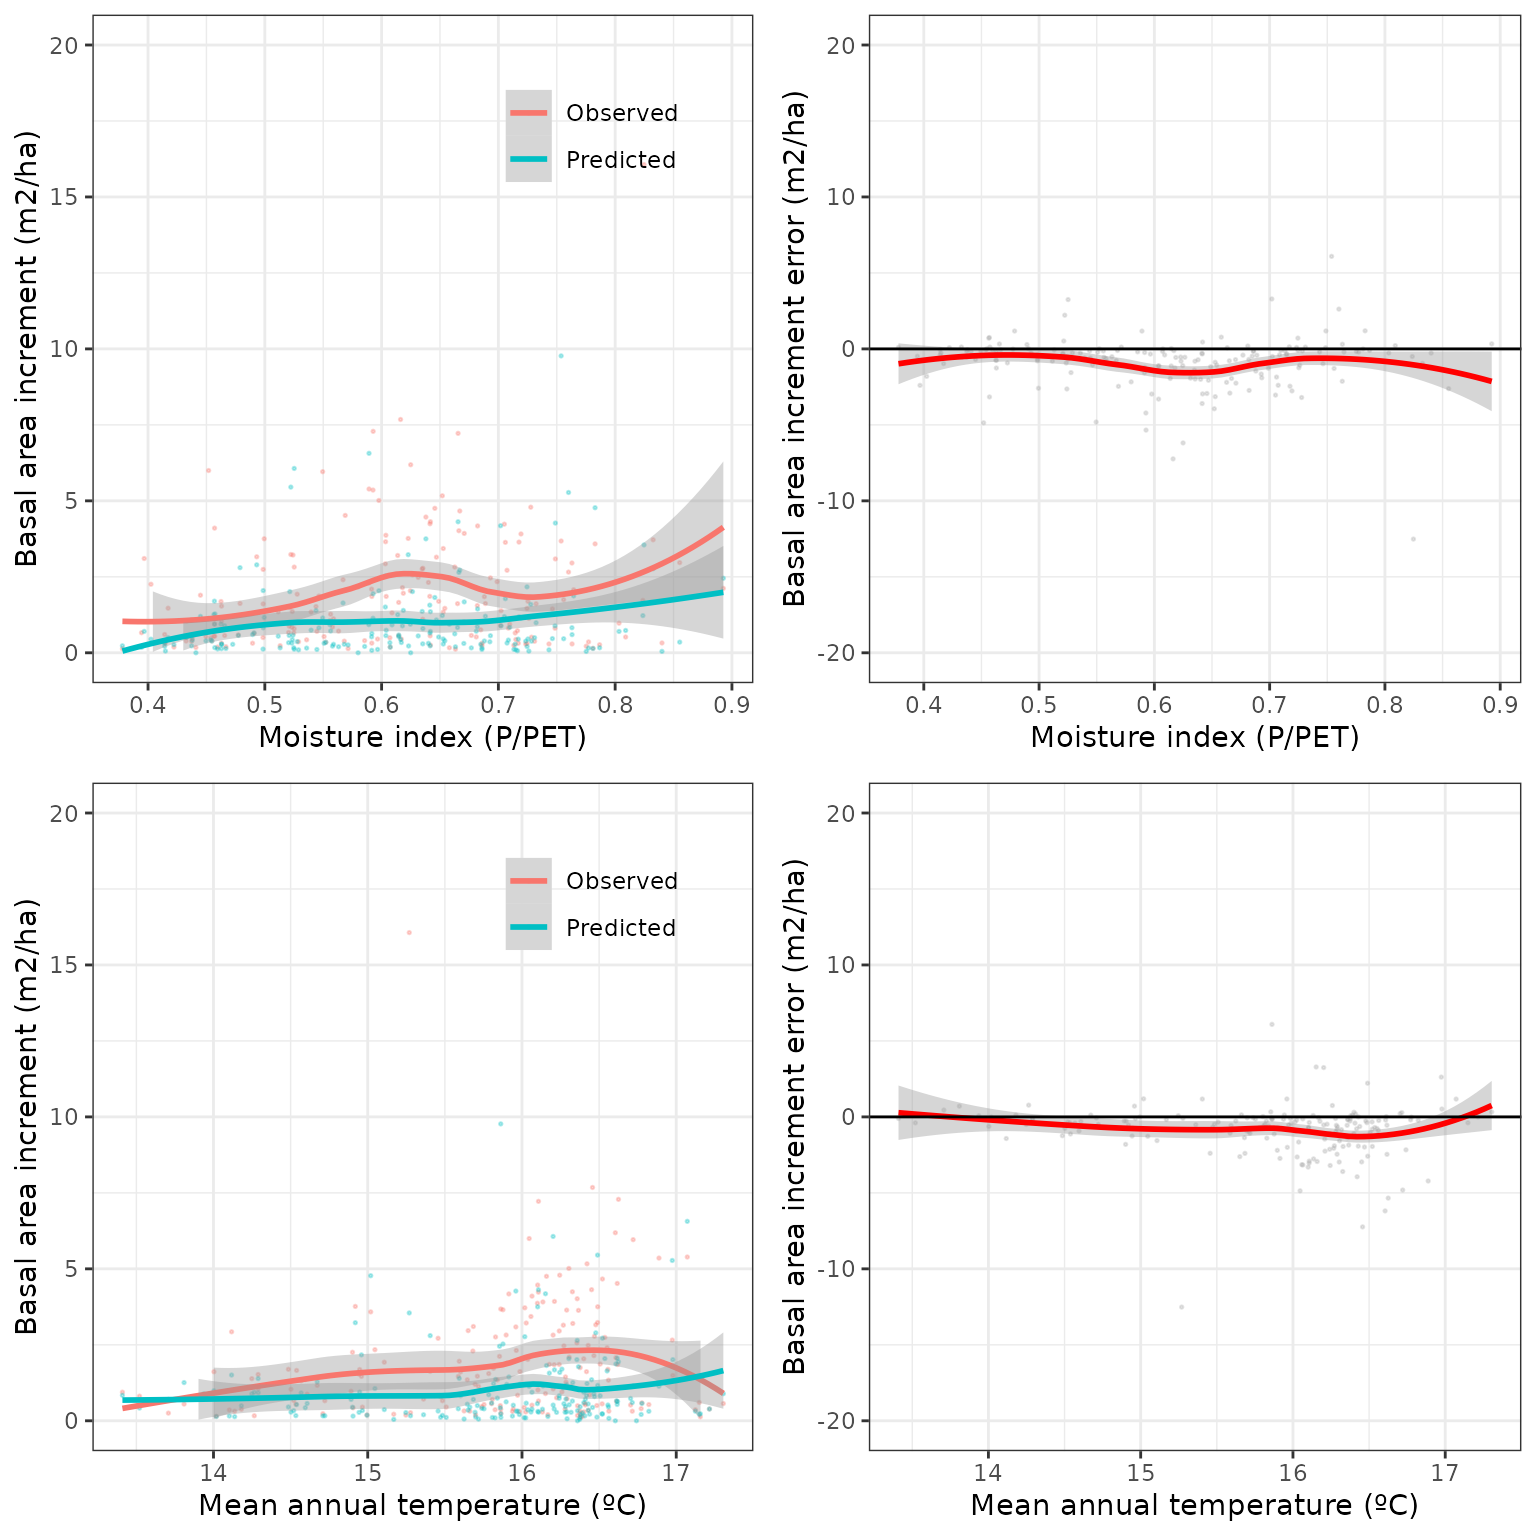 20
15
10
5
0
0.4 0.5 0.6 0.7 0.8 0.9
Moisture index (P/PET)
Basal area increment (m2/ha)
Observed
Predicted
20
10
0
-10
-20
0.4 0.5 0.6 0.7 0.8 0.9
Moisture index (P/PET)
Basal area increment error (m2/ha)
20
15
10
5
0
14 15 16 17
Mean annual temperature (ºC)
Basal area increment (m2/ha)
Observed
Predicted
20
10
0
-10
-20
14 15 16 17
Mean annual temperature (ºC)
Basal area increment error (m2/ha)